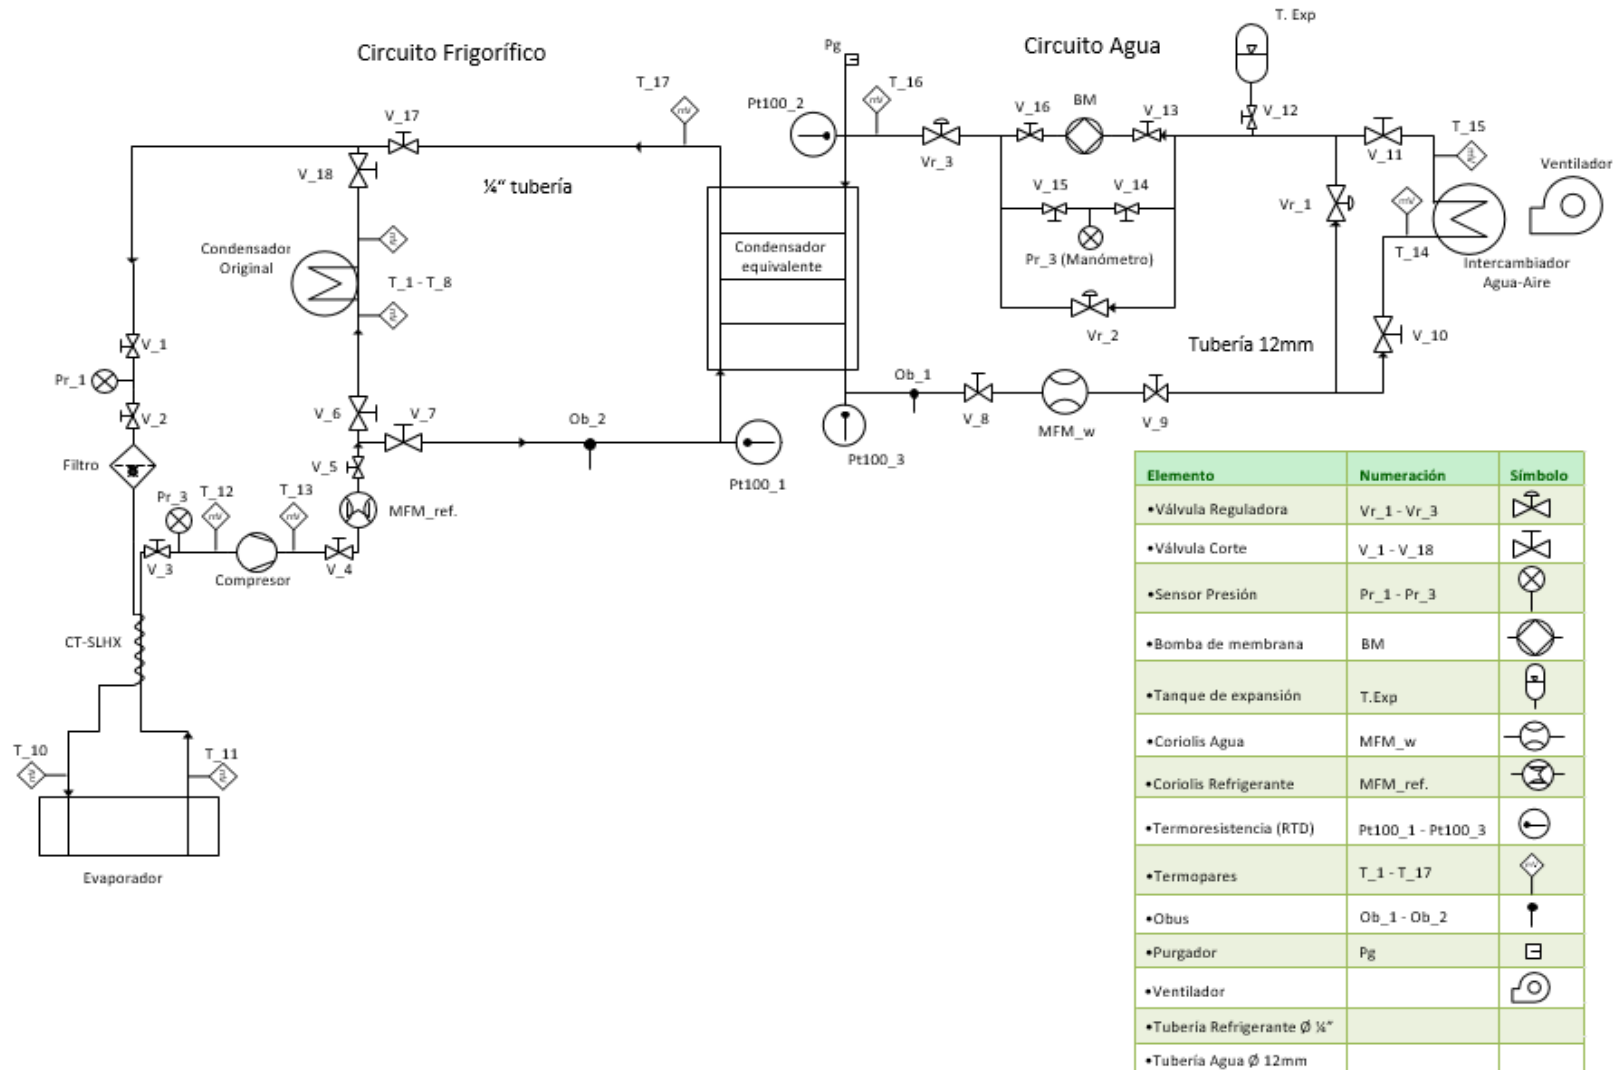 T. Exp
Circuito Frigorífico
Pg
Circuito Agua
T_17
T_16
Pt100_2
V_16
BM
V_13
V_12
V_17
T_15
Vr_3
V_11
Ventilador
V_18
¼“ tubería
V_15
V_14
Vr_1
Condensador
Original
Condensador
equivalente
Pr_3 (Manómetro)
T_14
Intercambiador
Agua-Aire
T_1 - T_8
Vr_2
V_1
Tubería 12mm
V_10
Pr_1
Ob_1
V_2
V_6
V_7
Ob_2
V_8
MFM_w
V_9
Filtro
V_5
Pt100_1
Pt100_3
Pr_3
T_12
T_13
MFM_ref.
V_3
Compresor
V_4
CT-SLHX
T_10
T_11
Evaporador
Elemento Numeración Símbolo
•Válvula Reguladora Vr_1 - Vr_3
•Válvula Corte V_1 - V_18
•Sensor Presión Pr_1 - Pr_3
•Bomba de membrana BM
•Tanque de expansión T.Exp
•Coriolis Agua MFM_w
•Coriolis Refrigerante MFM_ref.
•Termoresistencia (RTD) Pt100_1 - Pt100_3
•Termopares T_1 - T_17
•Obus Ob_1 - Ob_2
•Purgador Pg
•Ventilador
•Tubería Refrigerante Ø ¼”
•Tubería Agua Ø 12mm